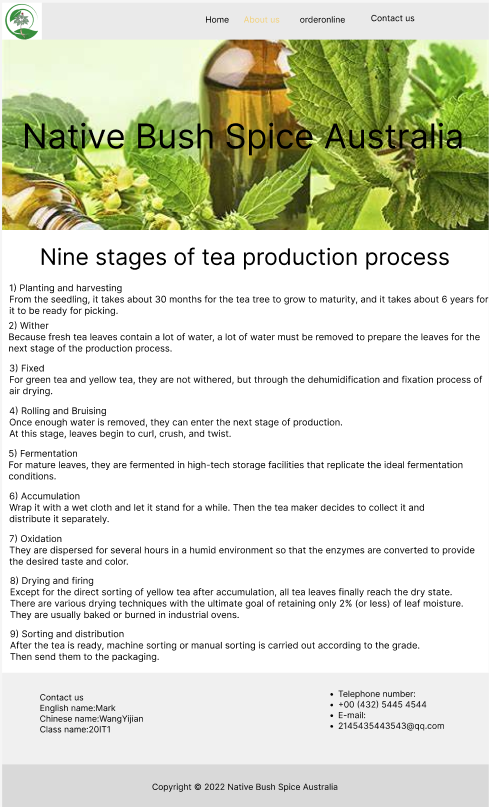 Home About us orderonline Contact us
Native Bush Spice Australia
Nine stages of tea production process
1) Planting and harvesting
From the seedling, it takes about 30 months for the tea tree to grow to maturity, and it takes about 6 years for
it to be ready for picking.
2) Wither
Because fresh tea leaves contain a lot of water, a lot of water must be removed to prepare the leaves for the
next stage of the production process.
3) Fixed
For green tea and yellow tea, they are not withered, but through the dehumidification and fixation process of
air drying.
4) Rolling and Bruising
Once enough water is removed, they can enter the next stage of production.
At this stage, leaves begin to curl, crush, and twist.
5) Fermentation
For mature leaves, they are fermented in high-tech storage facilities that replicate the ideal fermentation
conditions.
6) Accumulation
Wrap it with a wet cloth and let it stand for a while. Then the tea maker decides to collect it and
distribute it separately.
7) Oxidation
They are dispersed for several hours in a humid environment so that the enzymes are converted to provide
the desired taste and color.
8) Drying and firing
Except for the direct sorting of yellow tea after accumulation, all tea leaves finally reach the dry state.
There are various drying techniques with the ultimate goal of retaining only 2% (or less) of leaf moisture.
They are usually baked or burned in industrial ovens.
9) Sorting and distribution
After the tea is ready, machine sorting or manual sorting is carried out according to the grade.
Then send them to the packaging.
Contact us
English name:Mark
Chinese name:WangYijian
Class name:20IT1
• Telephone number:
• +00 (432) 5445 4544
• E-mail:
• 2145435443543@qq.com
Copyright © 2022 Native Bush Spice Australia